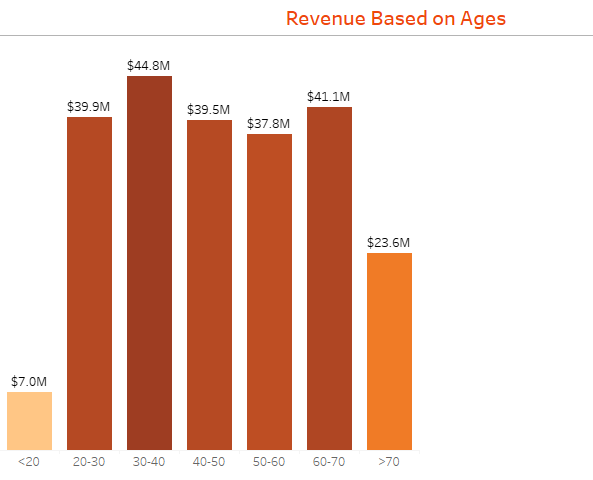 Revenue Based on Ages
$44.8M
$41.1M
$39.9M
$39.5M
$37.8M
$23.6M
$7.0M
<20 20-30 30-40 40-50 50-60 60-70 >70